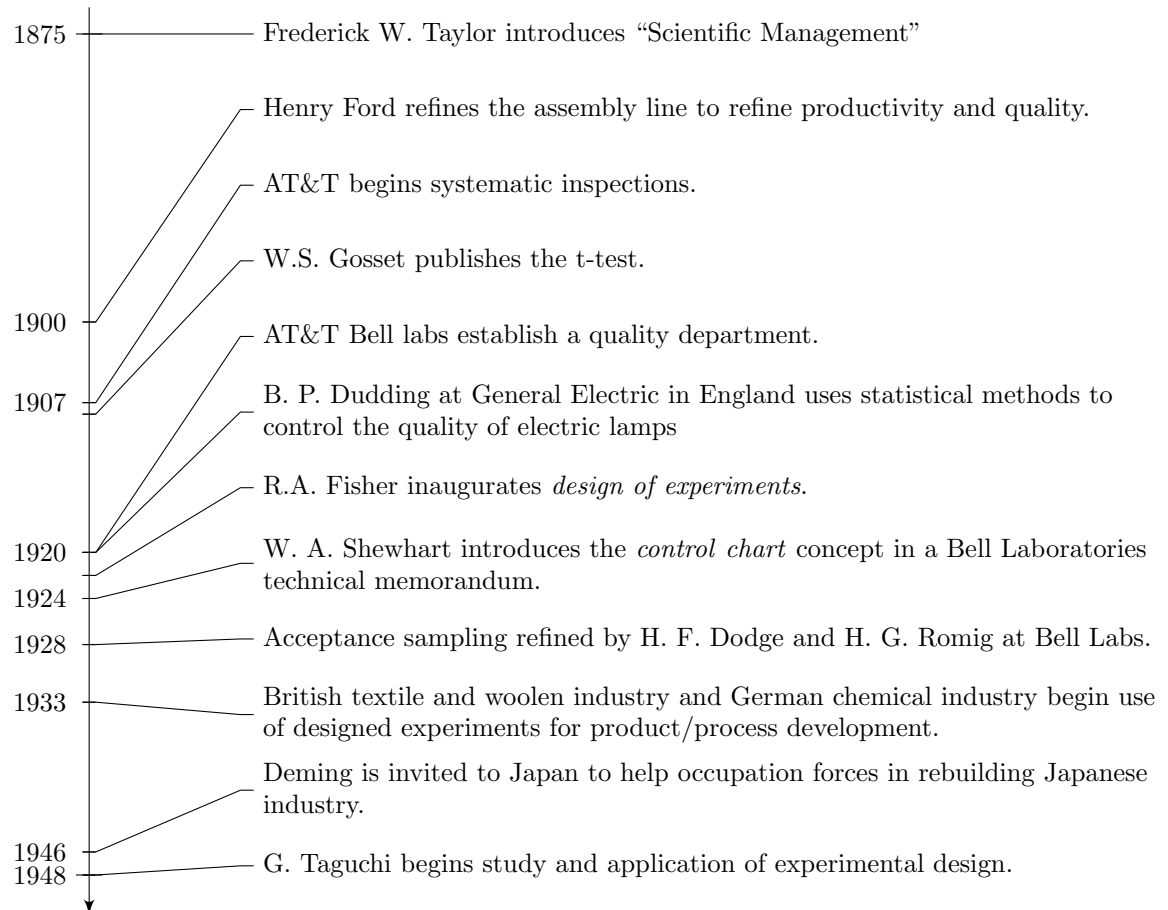 1875 Frederick W. Taylor introduces “Scientific Management”
Henry Ford refines the assembly line to refine productivity and quality.
AT&T begins systematic inspections.
W.S. Gosset publishes the t-test.
1900
AT&T Bell labs establish a quality department.
B. P. Dudding at General Electric in England uses statistical methods to
1907
control the quality of electric lamps
R.A. Fisher inaugurates design of experiments.
1920
W. A. Shewhart introduces the control chart concept in a Bell Laboratories
technical memorandum.
1924
Acceptance sampling refined by H. F. Dodge and H. G. Romig at Bell Labs.
1928
British textile and woolen industry and German chemical industry begin use
1933
of designed experiments for product/process development.
Deming is invited to Japan to help occupation forces in rebuilding Japanese
industry.
1946
G. Taguchi begins study and application of experimental design.
1948